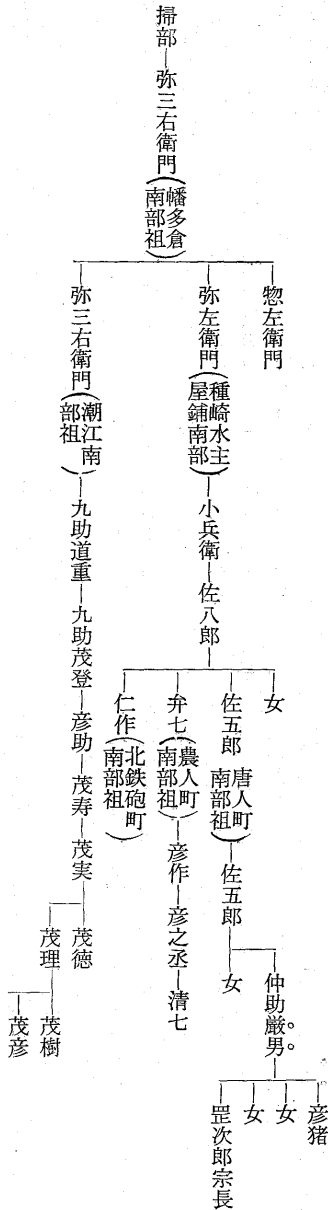 掃部―弥三右衛門(幡多倉南部祖)
惣左衛門
弥左衛門(種崎水主屋鋪南部)―小兵衛―佐八郎
女
佐五郎 唐人町南部祖―佐五郎
仲助厳男
彦猪
女
女
罡次郎宗長
女
弁七(農人町南部祖)―彦作―彦之丞―清七
仁作(北鉄砲町南部祖)
弥三右衛門(潮江南部祖)―九助道重―九助茂登―彦助―茂寿―茂実
茂徳
茂理
茂樹
茂彦